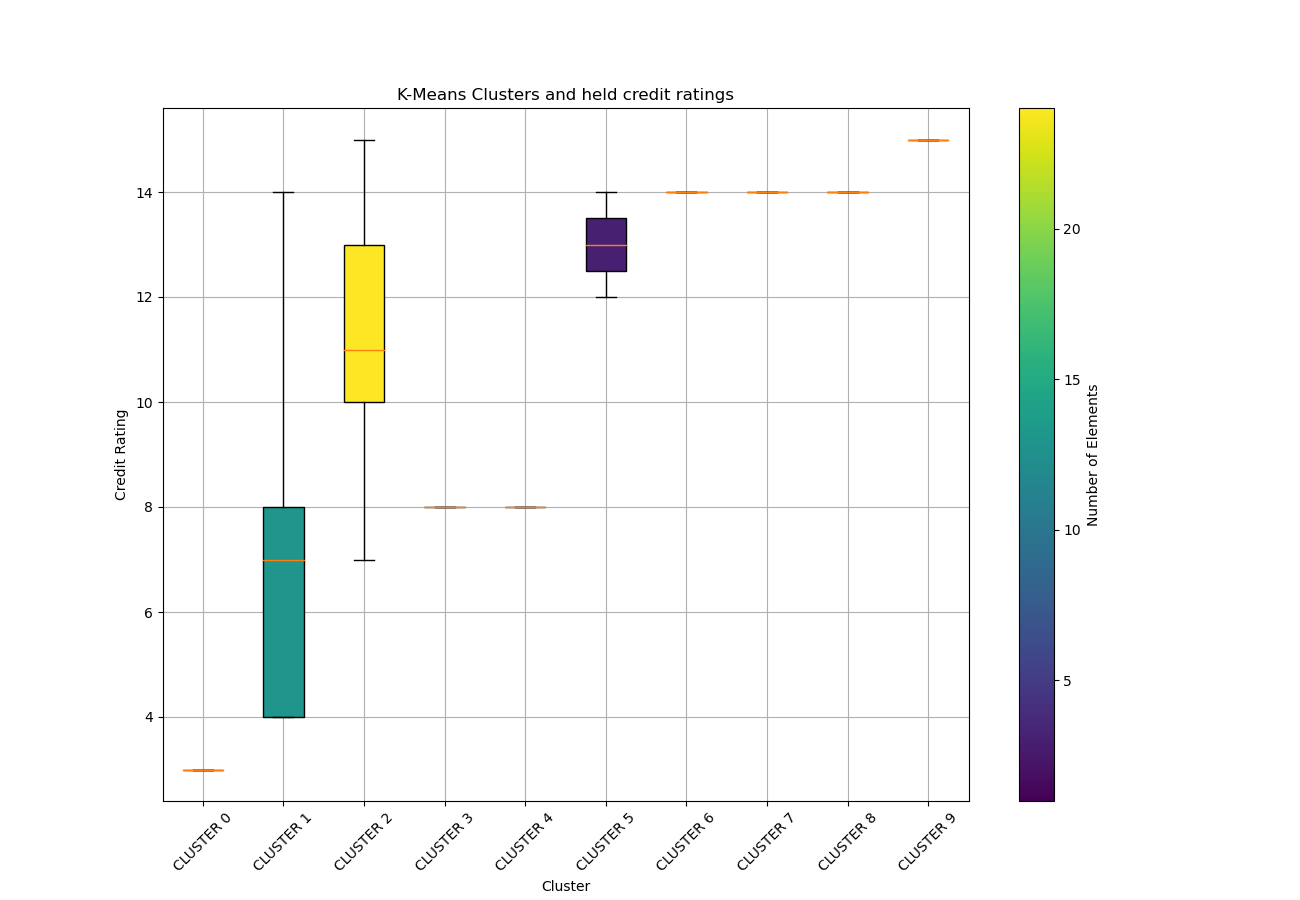 K-Means Clusters and held credit ratings
14
12
10
8
6
4
Credit Rating
CLUSTER 0
CLUSTER 1
CLUSTER 2
CLUSTER 3
CLUSTER 4
CLUSTER 5
CLUSTER 6
CLUSTER 7
CLUSTER 8
CLUSTER 9
Cluster
20
15
10
5
Number of Elements